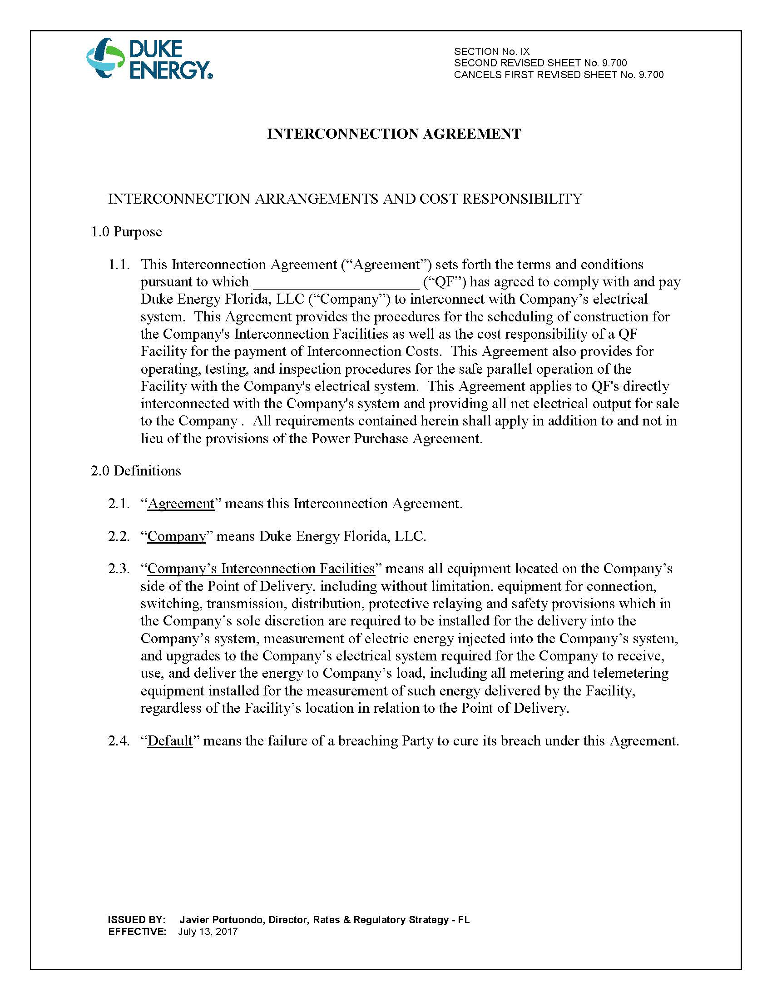 DUKE
ENERGY®
SECTION No. IX
SECOND REVISED SHEET No. 9.700
CANCELS FIRST REVISED SHEET No. 9.700
INTERCONNECTION AGREEMENT
INTERCONNECTION ARRANGEMENTS AND COST RESPONSIBILITY
1.0 Purpose
1.1. This Interconnection Agreement (“Agreement”) sets forth the terms and conditions
pursuant to which ______________________ (“QF”) has agreed to comply with and pay
Duke Energy Florida, LLC (“Company”) to interconnect with Company’s electrical
system. This Agreement provides the procedures for the scheduling of construction for
the Company's Interconnection Facilities as well as the cost responsibility of a QF
Facility for the payment of Interconnection Costs. This Agreement also provides for
operating, testing, and inspection procedures for the safe parallel operation of the
Facility with the Company's electrical system. This Agreement applies to QF's directly
interconnected with the Company's system and providing all net electrical output for sale
to the Company . All requirements contained herein shall apply in addition to and not in
lieu of the provisions of the Power Purchase Agreement.
2.0 Definitions
2.1. “Agreement” means this Interconnection Agreement.
2.2. “Company” means Duke Energy Florida, LLC.
2.3. “Company’s Interconnection Facilities” means all equipment located on the Company’s
side of the Point of Delivery, including without limitation, equipment for connection,
switching, transmission, distribution, protective relaying and safety provisions which in
the Company’s sole discretion are required to be installed for the delivery into the
Company’s system, measurement of electric energy injected into the Company’s system,
and upgrades to the Company’s electrical system required for the Company to receive,
use, and deliver the energy to Company’s load, including all metering and telemetering
equipment installed for the measurement of such energy delivered by the Facility,
regardless of the Facility’s location in relation to the Point of Delivery.
2.4. “Default” means the failure of a breaching Party to cure its breach under this Agreement.
ISSUED BY: Javier Portuondo, Director, Rates & Regulatory Strategy - FL
EFFECTIVE: July 13, 2017